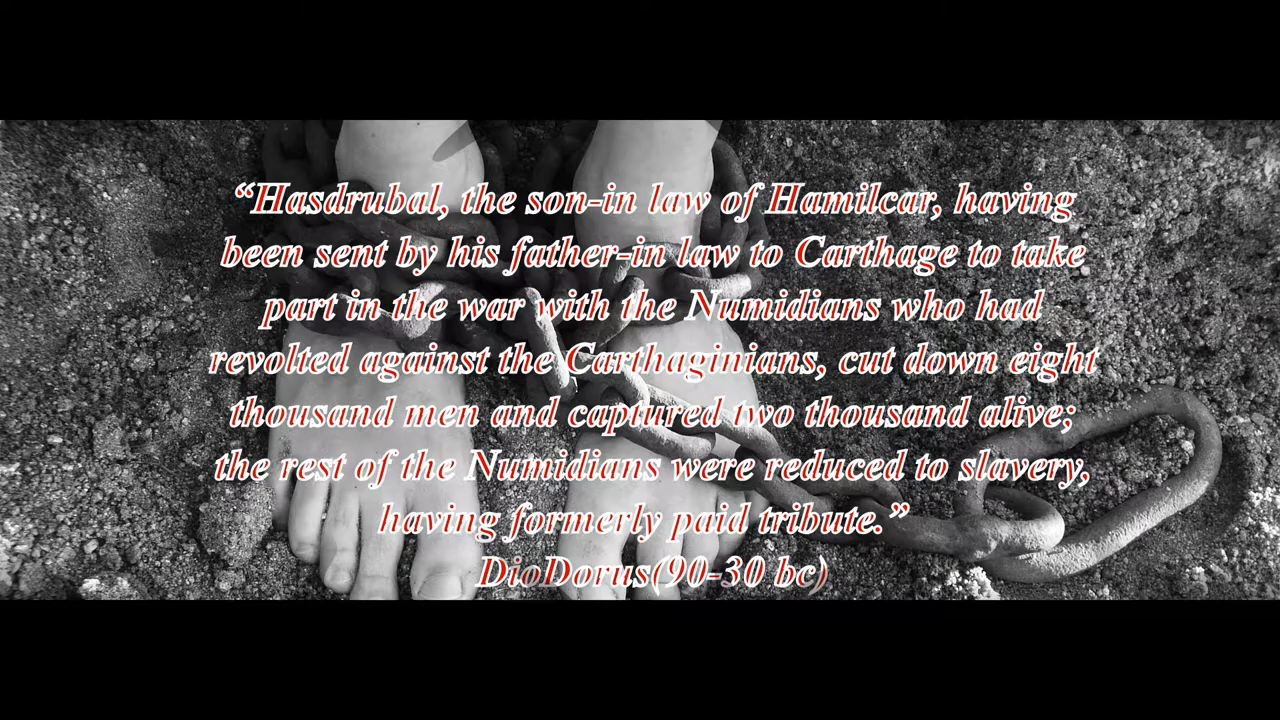 “Hasdrubal, the son-in law of Hamilcar, having
been sent by his father-in law to Carthage to take
part in the war with the Numidians who had
revolted against the Carthaginians, cut down eight
thousand men and captured two thousand alive;
the rest of the Numidians were reduced to slavery,
having formerly paid tribute.”
DioDorus(90-30 bc)